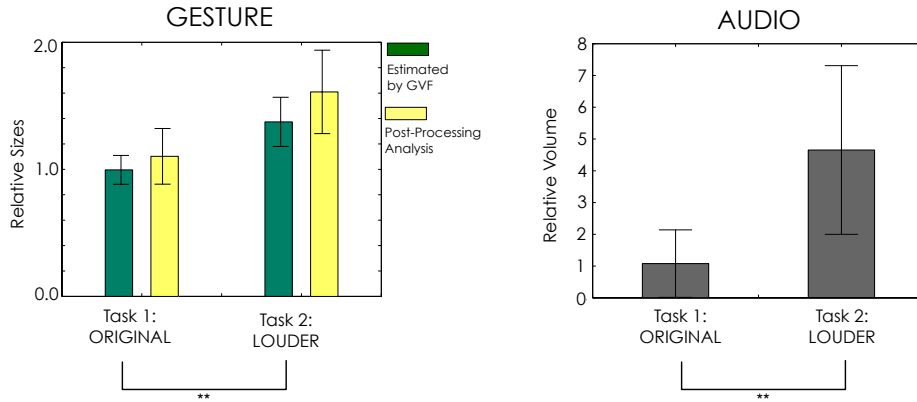 GESTURE
2.0
1.0
0.0
Relative Sizes
Estimated
by GVF
Post-Processing
Analysis
Task 1:
ORIGINAL
Task 2:
LOUDER
**
AUDIO
8
7
6
5
4
3
2
1
0
Relative Volume
Task 1:
ORIGINAL
Task 2:
LOUDER
**